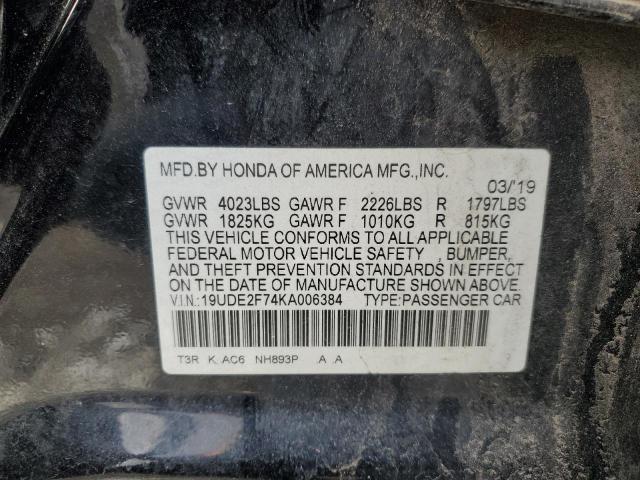 MFD.BY HONDA OF AMERICA MFG.,INC.
03/'19
GVWR 4023LBS GAWR F 2226LBS R 1797LBS
GVWR 1825KG GAWR F 1010KG R 815KG
THIS VEHICLE CONFORMS TO ALL APPLICABLE
FEDERAL MOTOR VEHICLE SAFETY , BUMPER,
AND THEFT PREVENTION STANDARDS IN EFFECT
ON THE DATE OF MANUFACTURE SHOWN ABOVE.
V.I.N.:19UDE2F74KA006384 TYPE:PASSENGER CAR
T3R K. AC6 NH893P .A .A